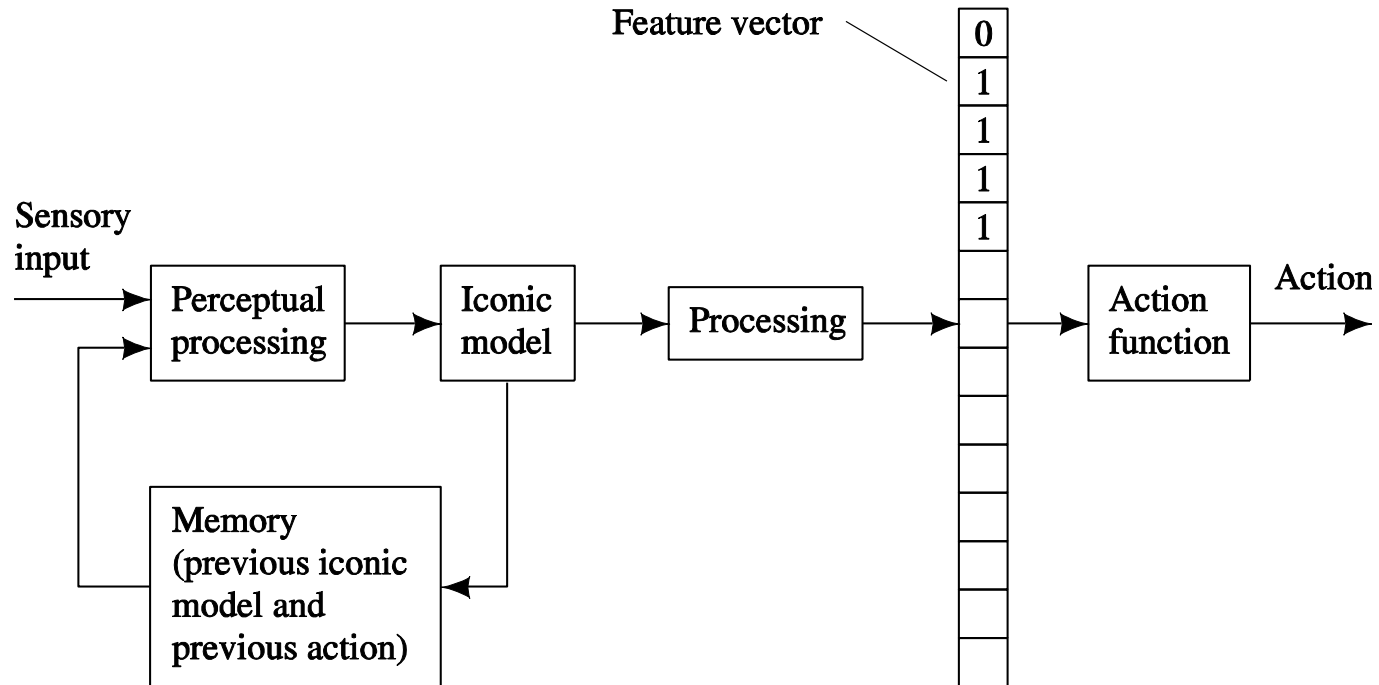 Feature vector
0
1
1
1
1
Sensory
input
Perceptual
processing
Iconic
model
Processing
Action
function
Action
Memory
(previous iconic
model and
previous action)